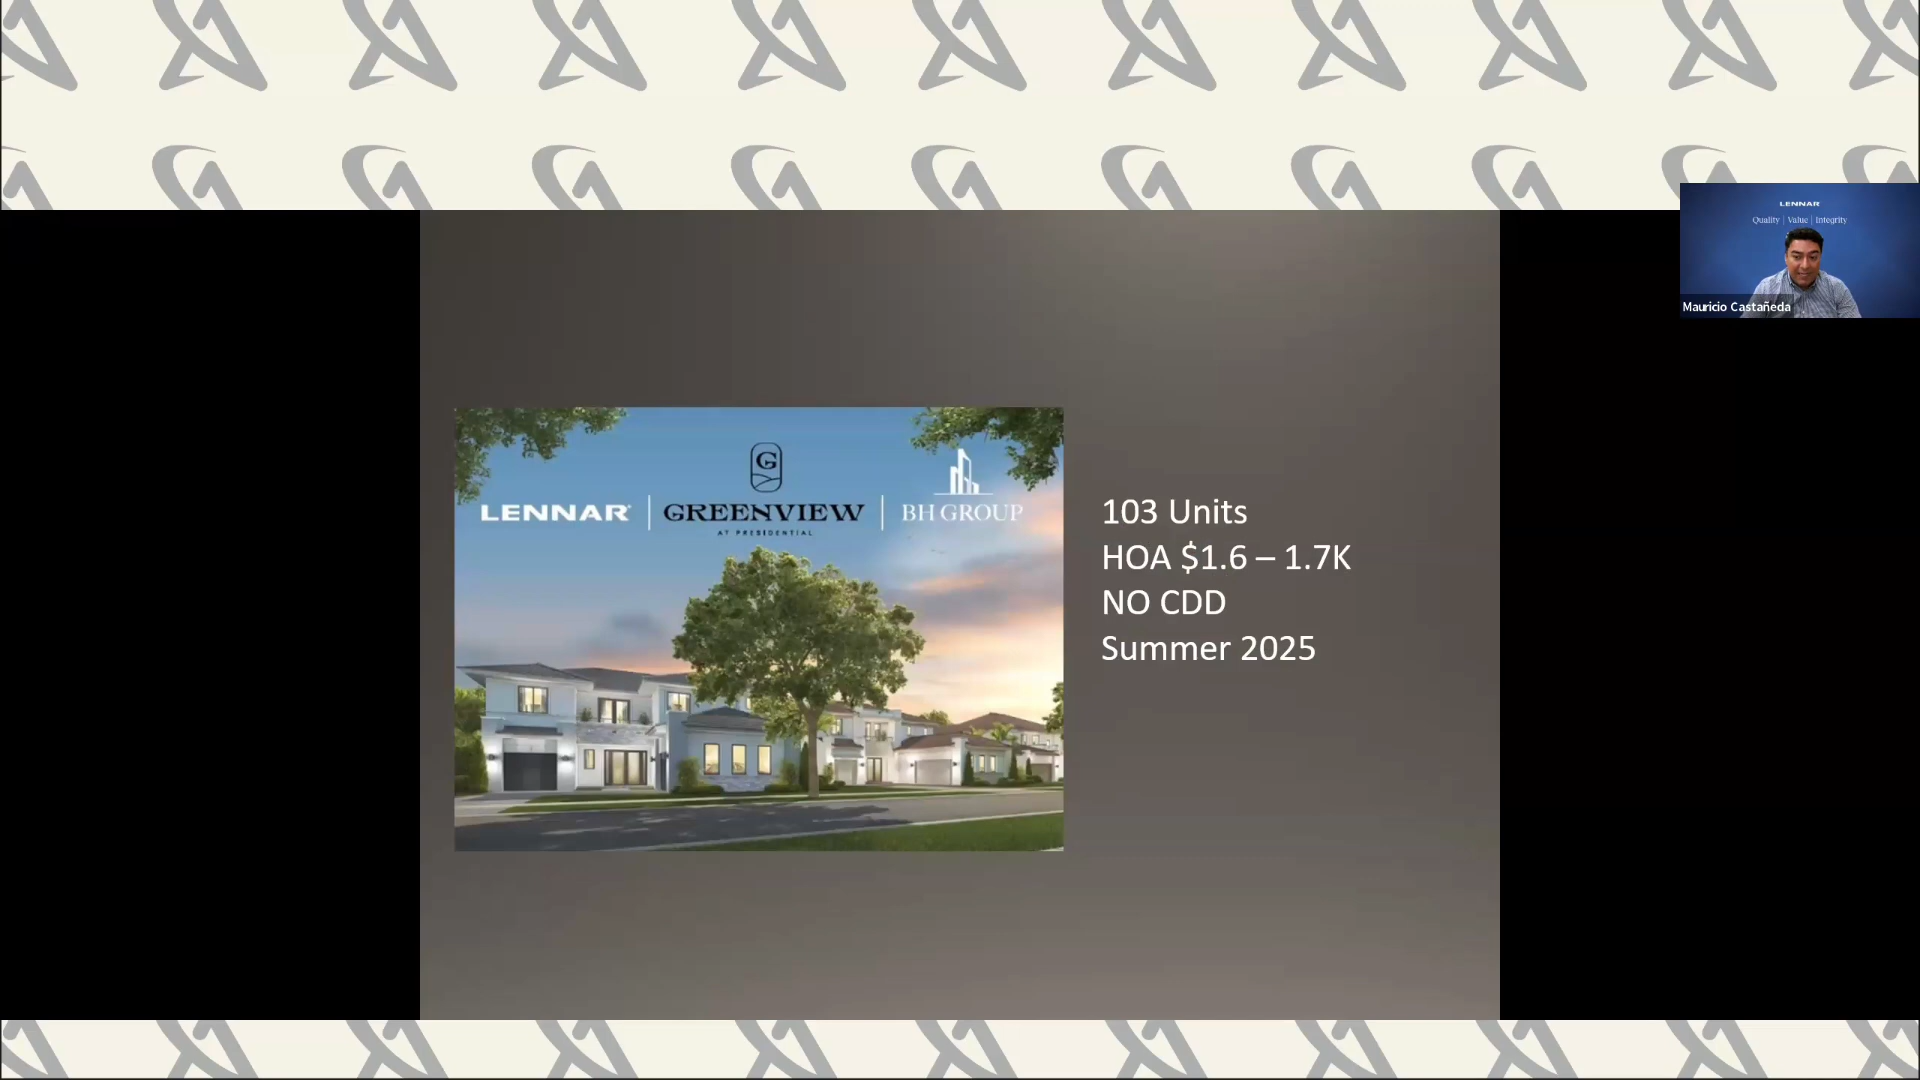 LENNAR
Quality | Value | Integrity
Mauricio Castañeda
G
LENNAR | GREENVIEW | BH GROUP
AT PRESIDENTIAL
103 Units
HOA $1.6 – 1.7K
NO CDD
Summer 2025